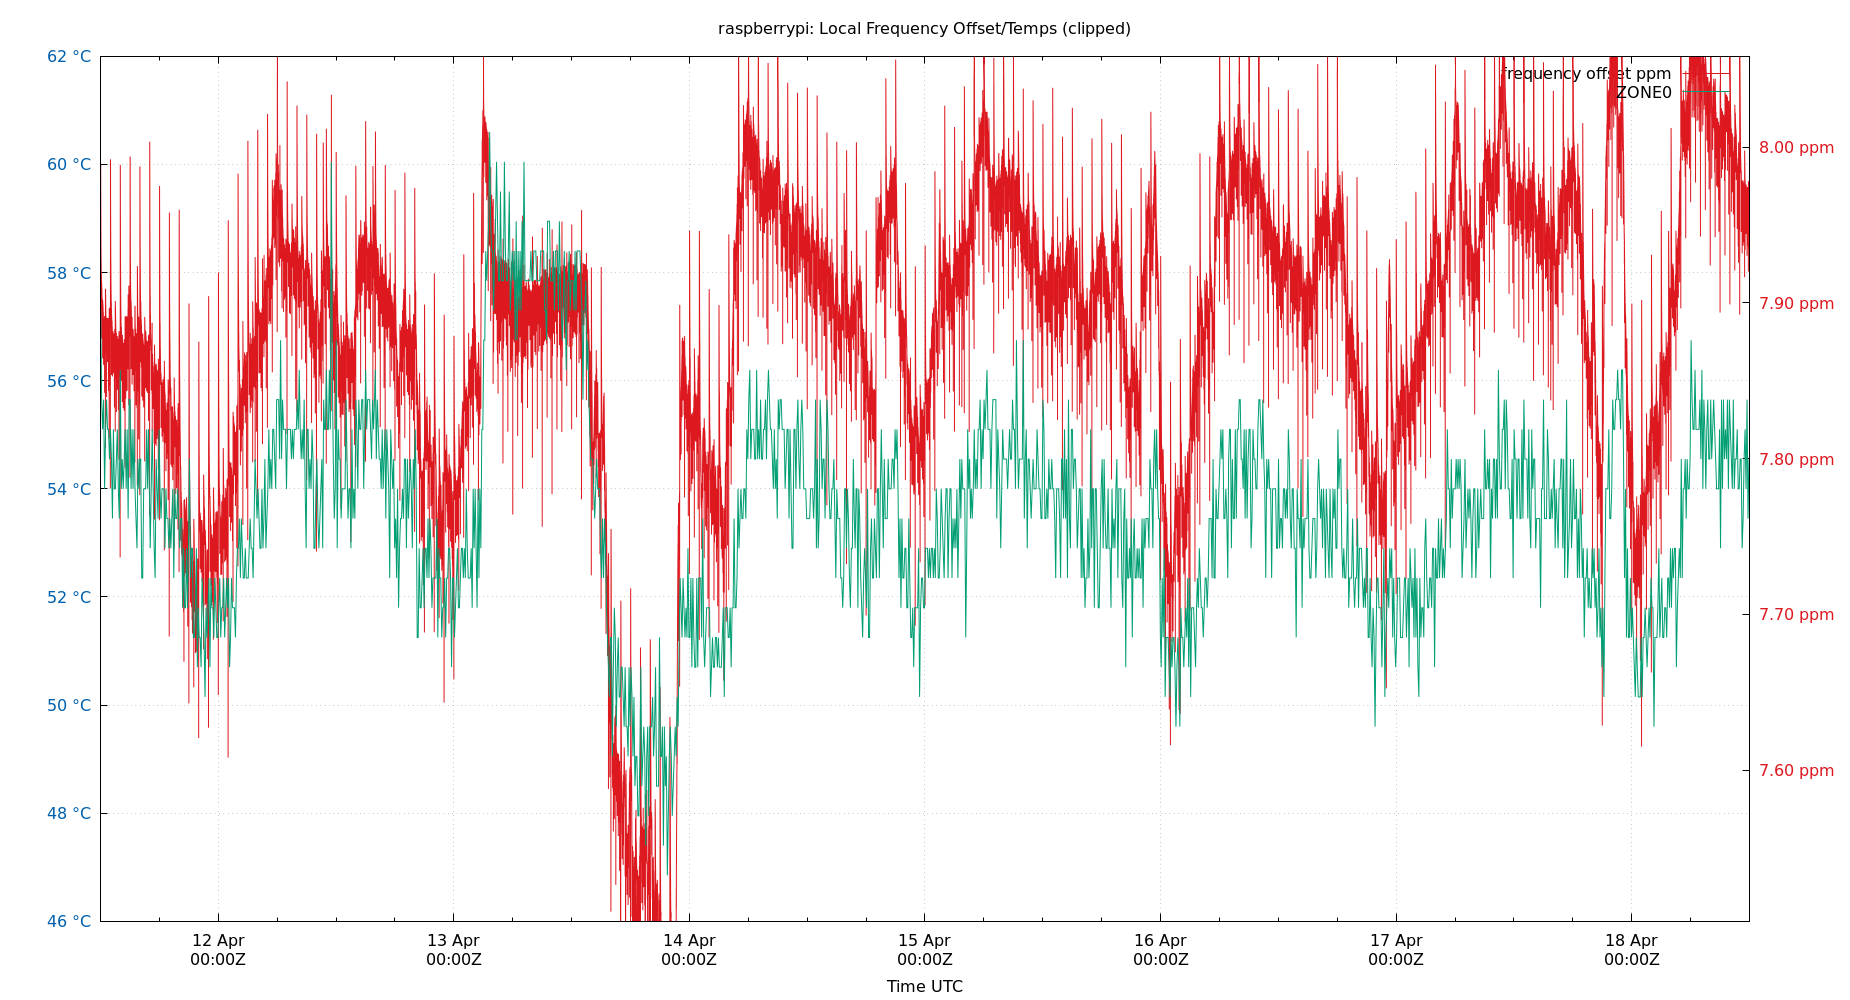 raspberrypi: Local Frequency Offset/Temps (clipped)
62 °C
60 °C
58 °C
56 °C
54 °C
52 °C
50 °C
48 °C
46 °C
frequency offset ppm
ZONE0
8.00 ppm
7.90 ppm
7.80 ppm
7.70 ppm
7.60 ppm
12 Apr
00:00Z
13 Apr
00:00Z
14 Apr
00:00Z
15 Apr
00:00Z
16 Apr
00:00Z
17 Apr
00:00Z
18 Apr
00:00Z
Time UTC